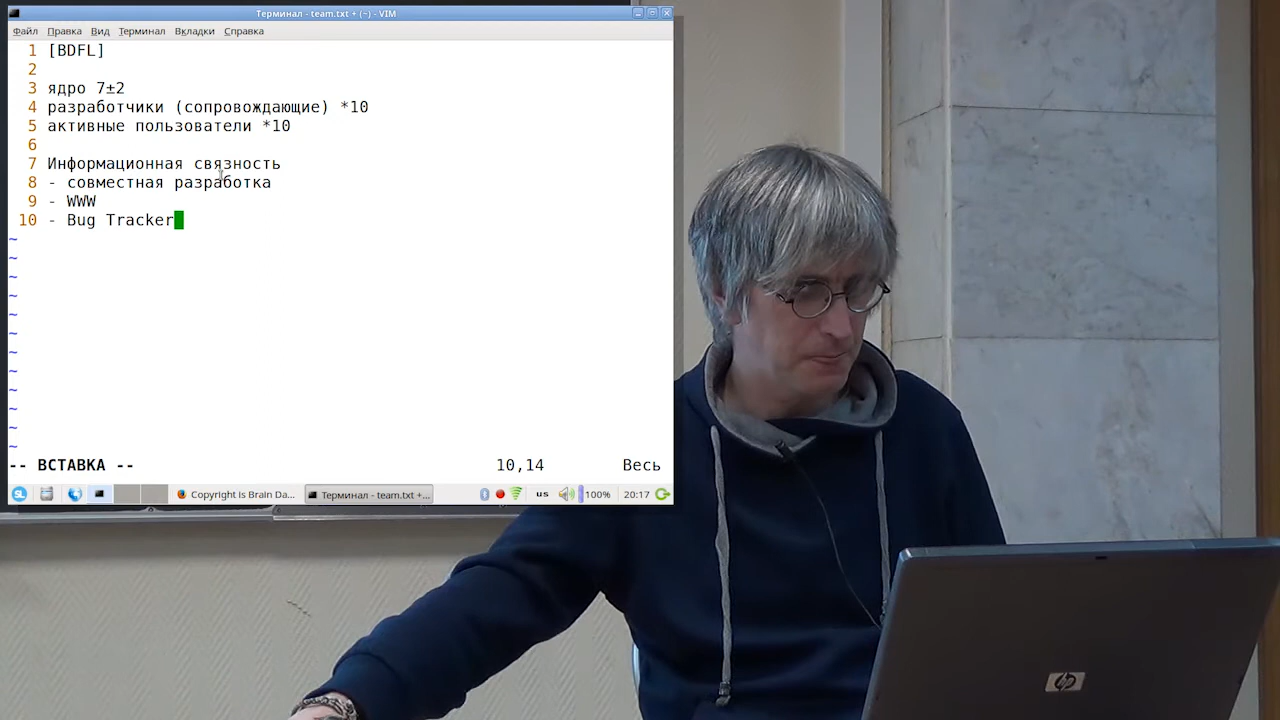 Терминал - team.txt + (~) - VIM
Файл Правка Вид Терминал Вкладки Справка
1 [BDFL]
2
3 ядро 7±2
4 разработчики (сопровождающие) *10
5 активные пользователи *10
6
7 Информационная связность
8 - совместная разработка
9 - WWW
10 - Bug Tracker
~
~
~
~
~
~
~
~
~
~
~
~
-- ВСТАВКА -- 10,14 Весь
SL Copyright is Brain Da... Терминал - team.txt +... us 100% 20:17
hp